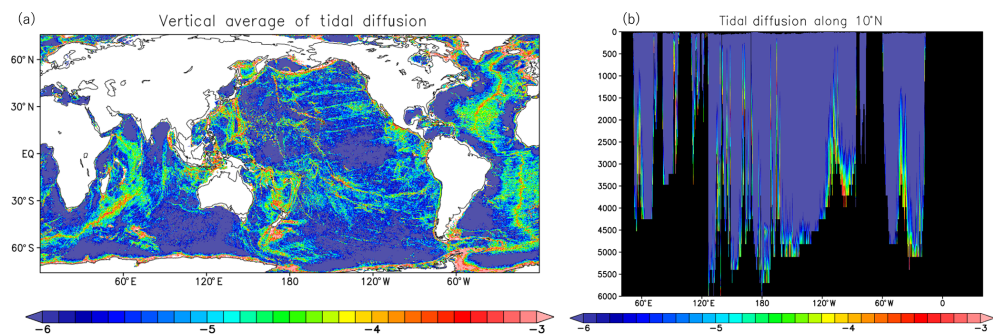 (a)
Vertical average of tidal diffusion
60°N
30°N
EQ
30°S
60°S
60°E 120°E 180 120°W 60°W
−6 −5 −4 −3
(b)
Tidal diffusion along 10°N
0
500
1000
1500
2000
2500
3000
3500
4000
4500
5000
5500
6000
60°E 120°E 180 120°W 60°W 0
−6 −5 −4 −3